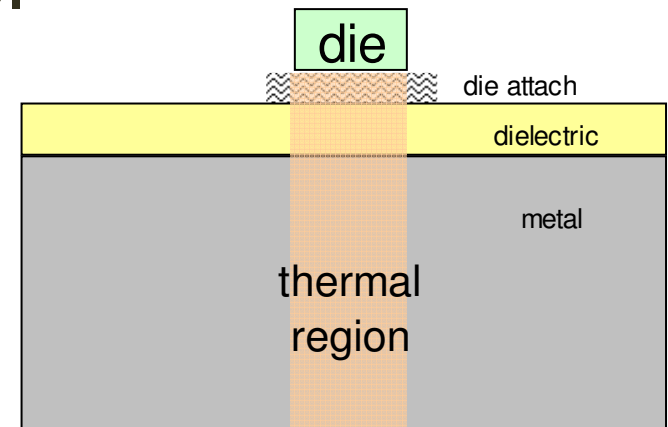 die
die attach
dielectric
metal
thermal
region